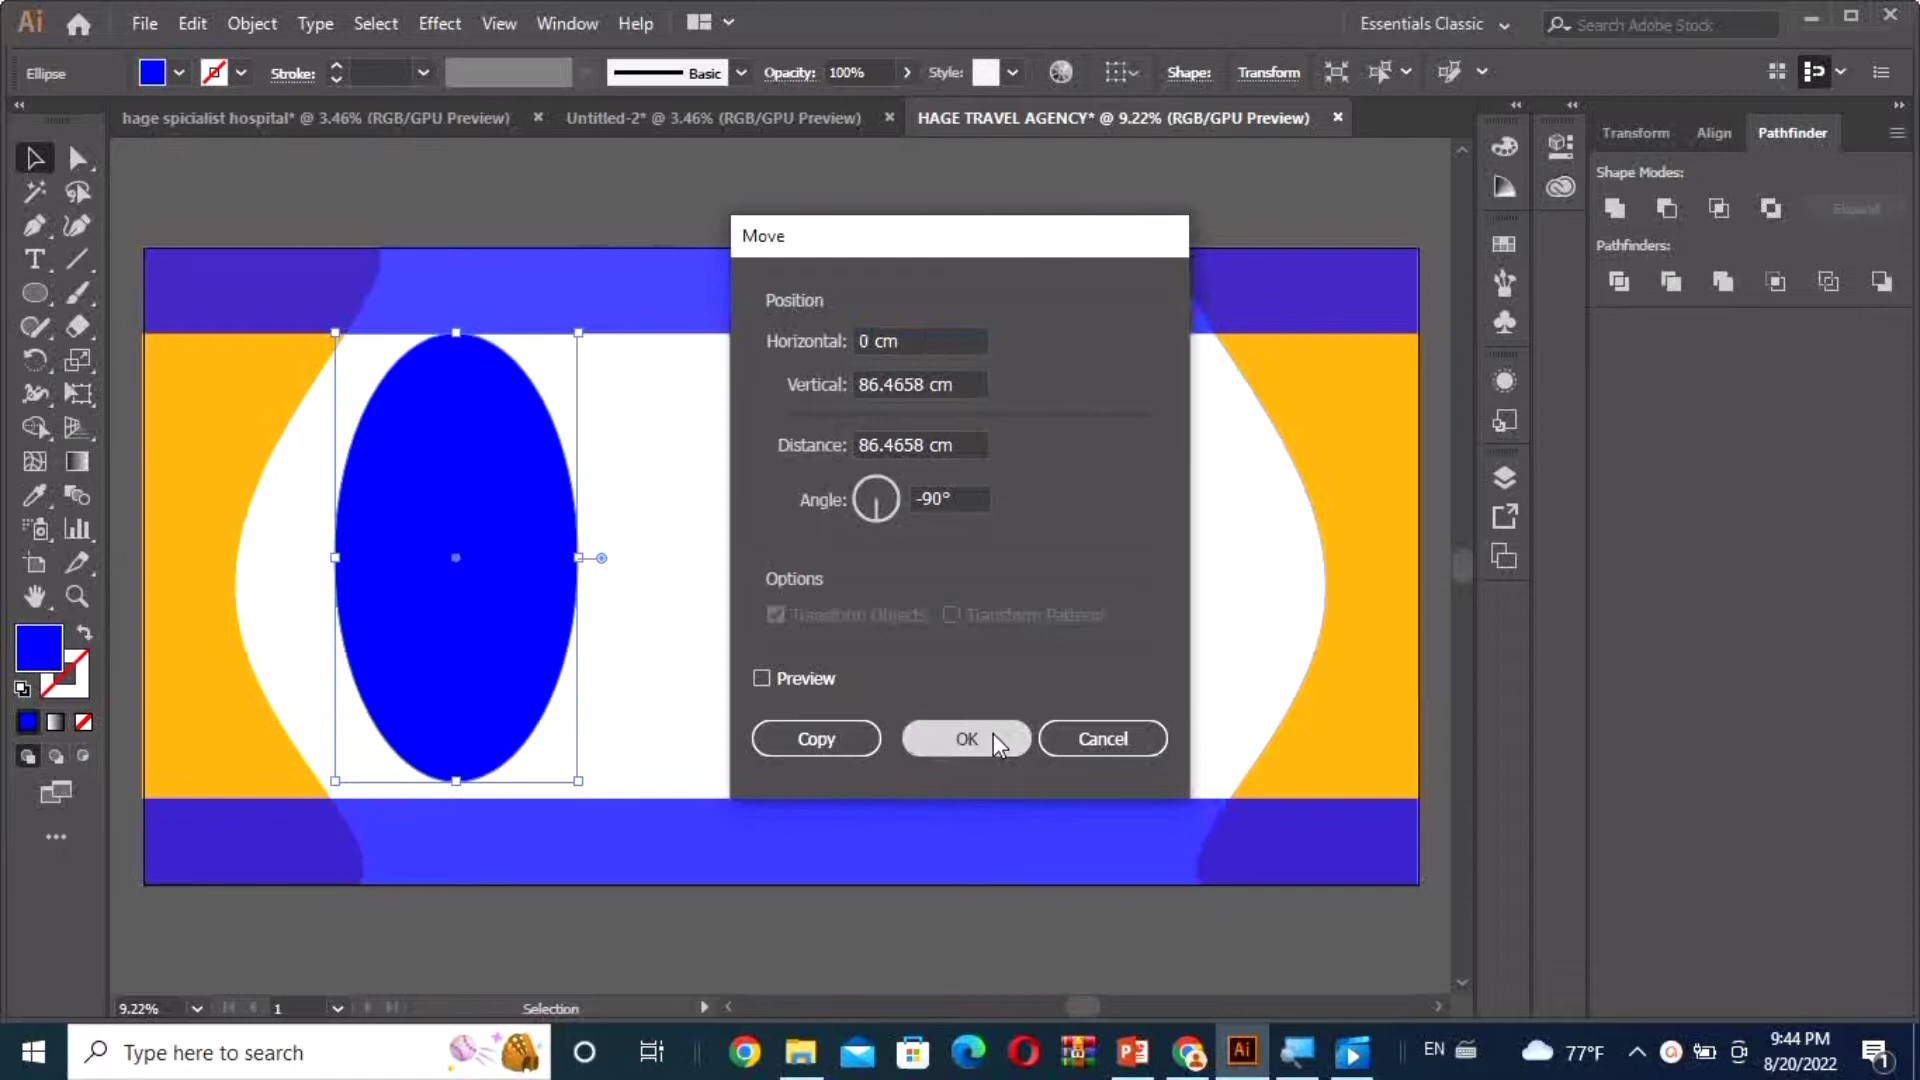 Ai File Edit Object Type Select Effect View Window Help Essentials Classic Search Adobe Stock
Ellipse Stroke: Basic Opacity: 100% Style: Shape: Transform
hage spicialist hospital* @ 3.46% (RGB/GPU Preview) Untitled-2* @ 3.46% (RGB/GPU Preview) HAGE TRAVEL AGENCY* @ 9.22% (RGB/GPU Preview)
Transform Align Pathfinder
Shape Modes:
Expand
Pathfinders:
Move
Position
Horizontal: 0 cm
Vertical: 86.4658 cm
Distance: 86.4658 cm
Angle: -90°
Options
Transform Objects Transform Patterns
Preview
Copy OK Cancel
9.22% 1 Selection
Type here to search
Ai
EN
77°F
9:44 PM
8/20/2022
1